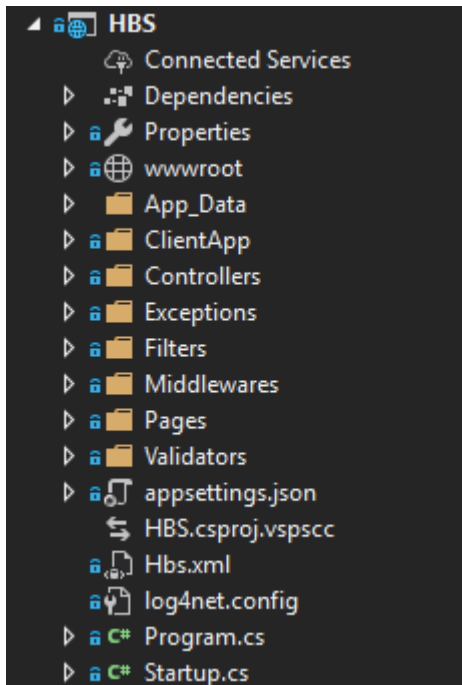 HBS
Connected Services
Dependencies
Properties
wwwroot
App_Data
ClientApp
Controllers
Exceptions
Filters
Middlewares
Pages
Validators
appsettings.json
HBS.csproj.vspscc
Hbs.xml
log4net.config
C# Program.cs
C# Startup.cs